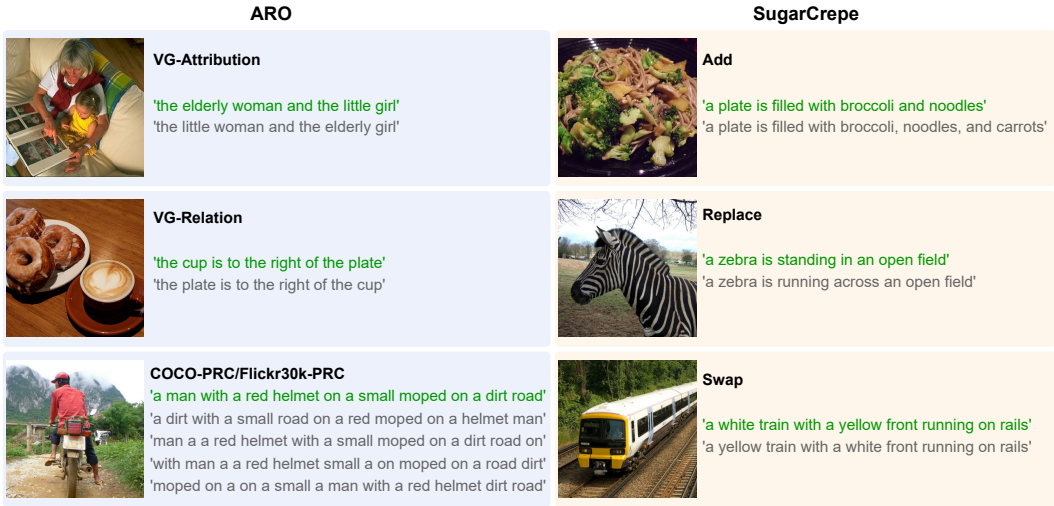 ARO
VG-Attribution
'the elderly woman and the little girl'
'the little woman and the elderly girl'
VG-Relation
'the cup is to the right of the plate'
'the plate is to the right of the cup'
COCO-PRC/Flickr30k-PRC
'a man with a red helmet on a small moped on a dirt road'
'a dirt with a small road on a red moped on a helmet man'
'man a a red helmet with a small moped on a dirt road on'
'with man a a red helmet small a on moped on a road dirt'
'moped on a on a small a man with a red helmet dirt road'
SugarCrepe
Add
'a plate is filled with broccoli and noodles'
'a plate is filled with broccoli, noodles, and carrots'
Replace
'a zebra is standing in an open field'
'a zebra is running across an open field'
Swap
'a white train with a yellow front running on rails'
'a yellow train with a white front running on rails'